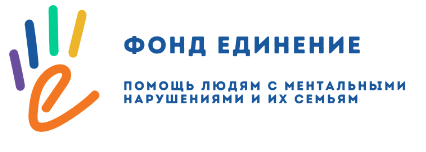 ФОНД ЕДИНЕНИЕ
ПОМОЩЬ ЛЮДЯМ С МЕНТАЛЬНЫМИ
НАРУШЕНИЯМИ И ИХ СЕМЬЯМ